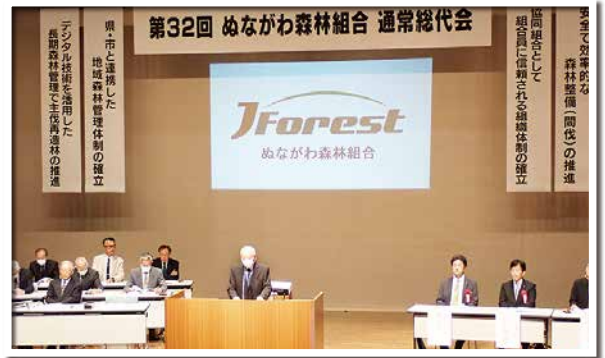 第32回 ぬながわ森林組合 通常総代会
安全で効率的な
森林整備(間伐)の推進
協同組合として
組合員に信頼される組織体制の確立
県・市と連携した
地域森林管理体制の確立
デジタル技術を活用した
長期森林管理で主伐再造林の推進
JForest
ぬながわ森林組合